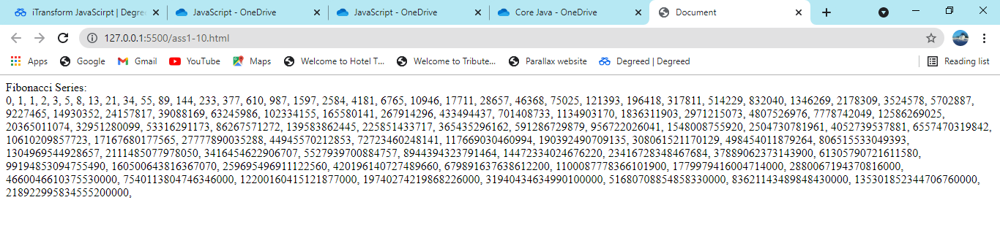 iTransform JavaScirpt | Degre
JavaScript - OneDrive
JavaScript - OneDrive
Core Java - OneDrive
Document
127.0.0.1:5500/ass1-10.html
Apps
Google
Gmail
YouTube
Maps
Welcome to Hotel T...
Welcome to Tribute...
Parallax website
Degreed | Degreed
Reading list
Fibonacci Series:
0, 1, 1, 2, 3, 5, 8, 13, 21, 34, 55, 89, 144, 233, 377, 610, 987, 1597, 2584, 4181, 6765, 10946, 17711, 28657, 46368, 75025, 121393, 196418, 317811, 514229, 832040, 1346269, 2178309, 3524578, 5702887,
9227465, 14930352, 24157817, 39088169, 63245986, 102334155, 165580141, 267914296, 433494437, 701408733, 1134903170, 1836311903, 2971215073, 4807526976, 7778742049, 12586269025,
20365011074, 32951280099, 53316291173, 86267571272, 139583862445, 225851433717, 365435296162, 591286729879, 956722026041, 1548008755920, 2504730781961, 4052739537881, 6557470319842,
10610209857723, 17167680177565, 27777890035288, 44945570212853, 72723460248141, 117669030460994, 190392490709135, 308061521170129, 498454011879264, 806515533049393,
1304969544928657, 2111485077978050, 3416454622906707, 5527939700884757, 8944394323791464, 14472334024676220, 23416728348467684, 37889062373143900, 61305790721611580,
99194853094755490, 160500643816367070, 259695496911122560, 420196140727489660, 679891637638612200, 1100087778366101900, 1779979416004714000, 2880067194370816000,
4660046610375530000, 7540113804746346000, 12200160415121877000, 19740274219868226000, 31940434634990100000, 51680708854858330000, 83621143489848430000, 135301852344706760000,
218922995834555200000,